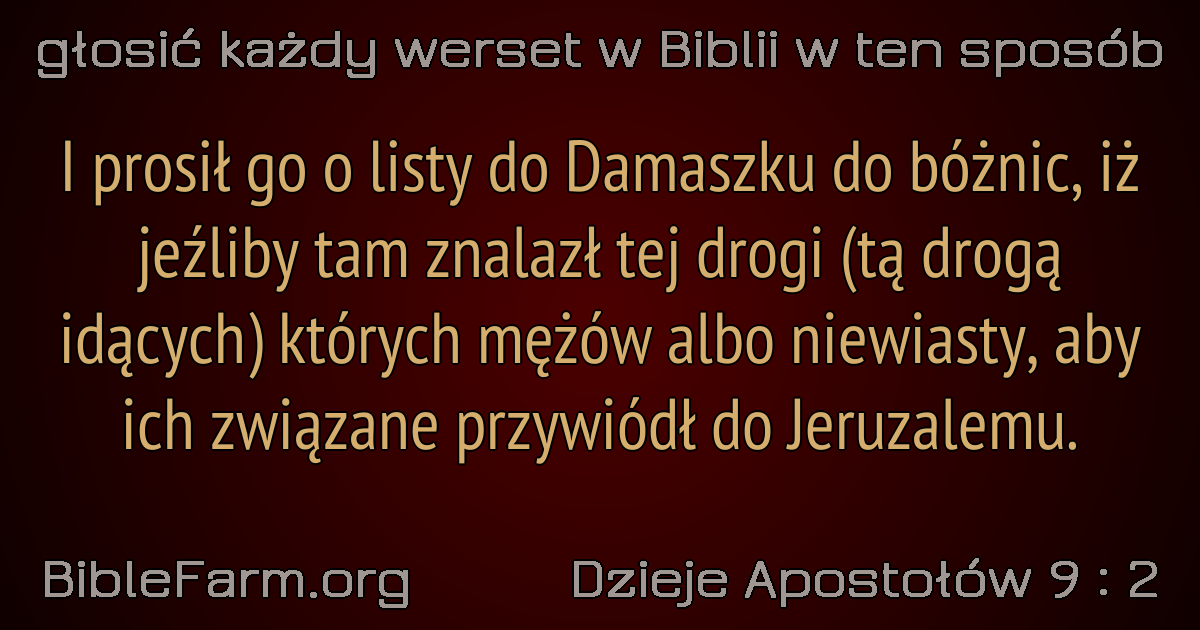 głosić każdy werset w Biblii w ten sposób
I prosił go o listy do Damaszku do bóżnic, iż
jeźliby tam znalazł tej drogi (tą drogą
idących) których mężów albo niewiasty, aby
ich związane przywiódł do Jeruzalemu.
BibleFarm.org
Dzieje Apostołów 9 : 2